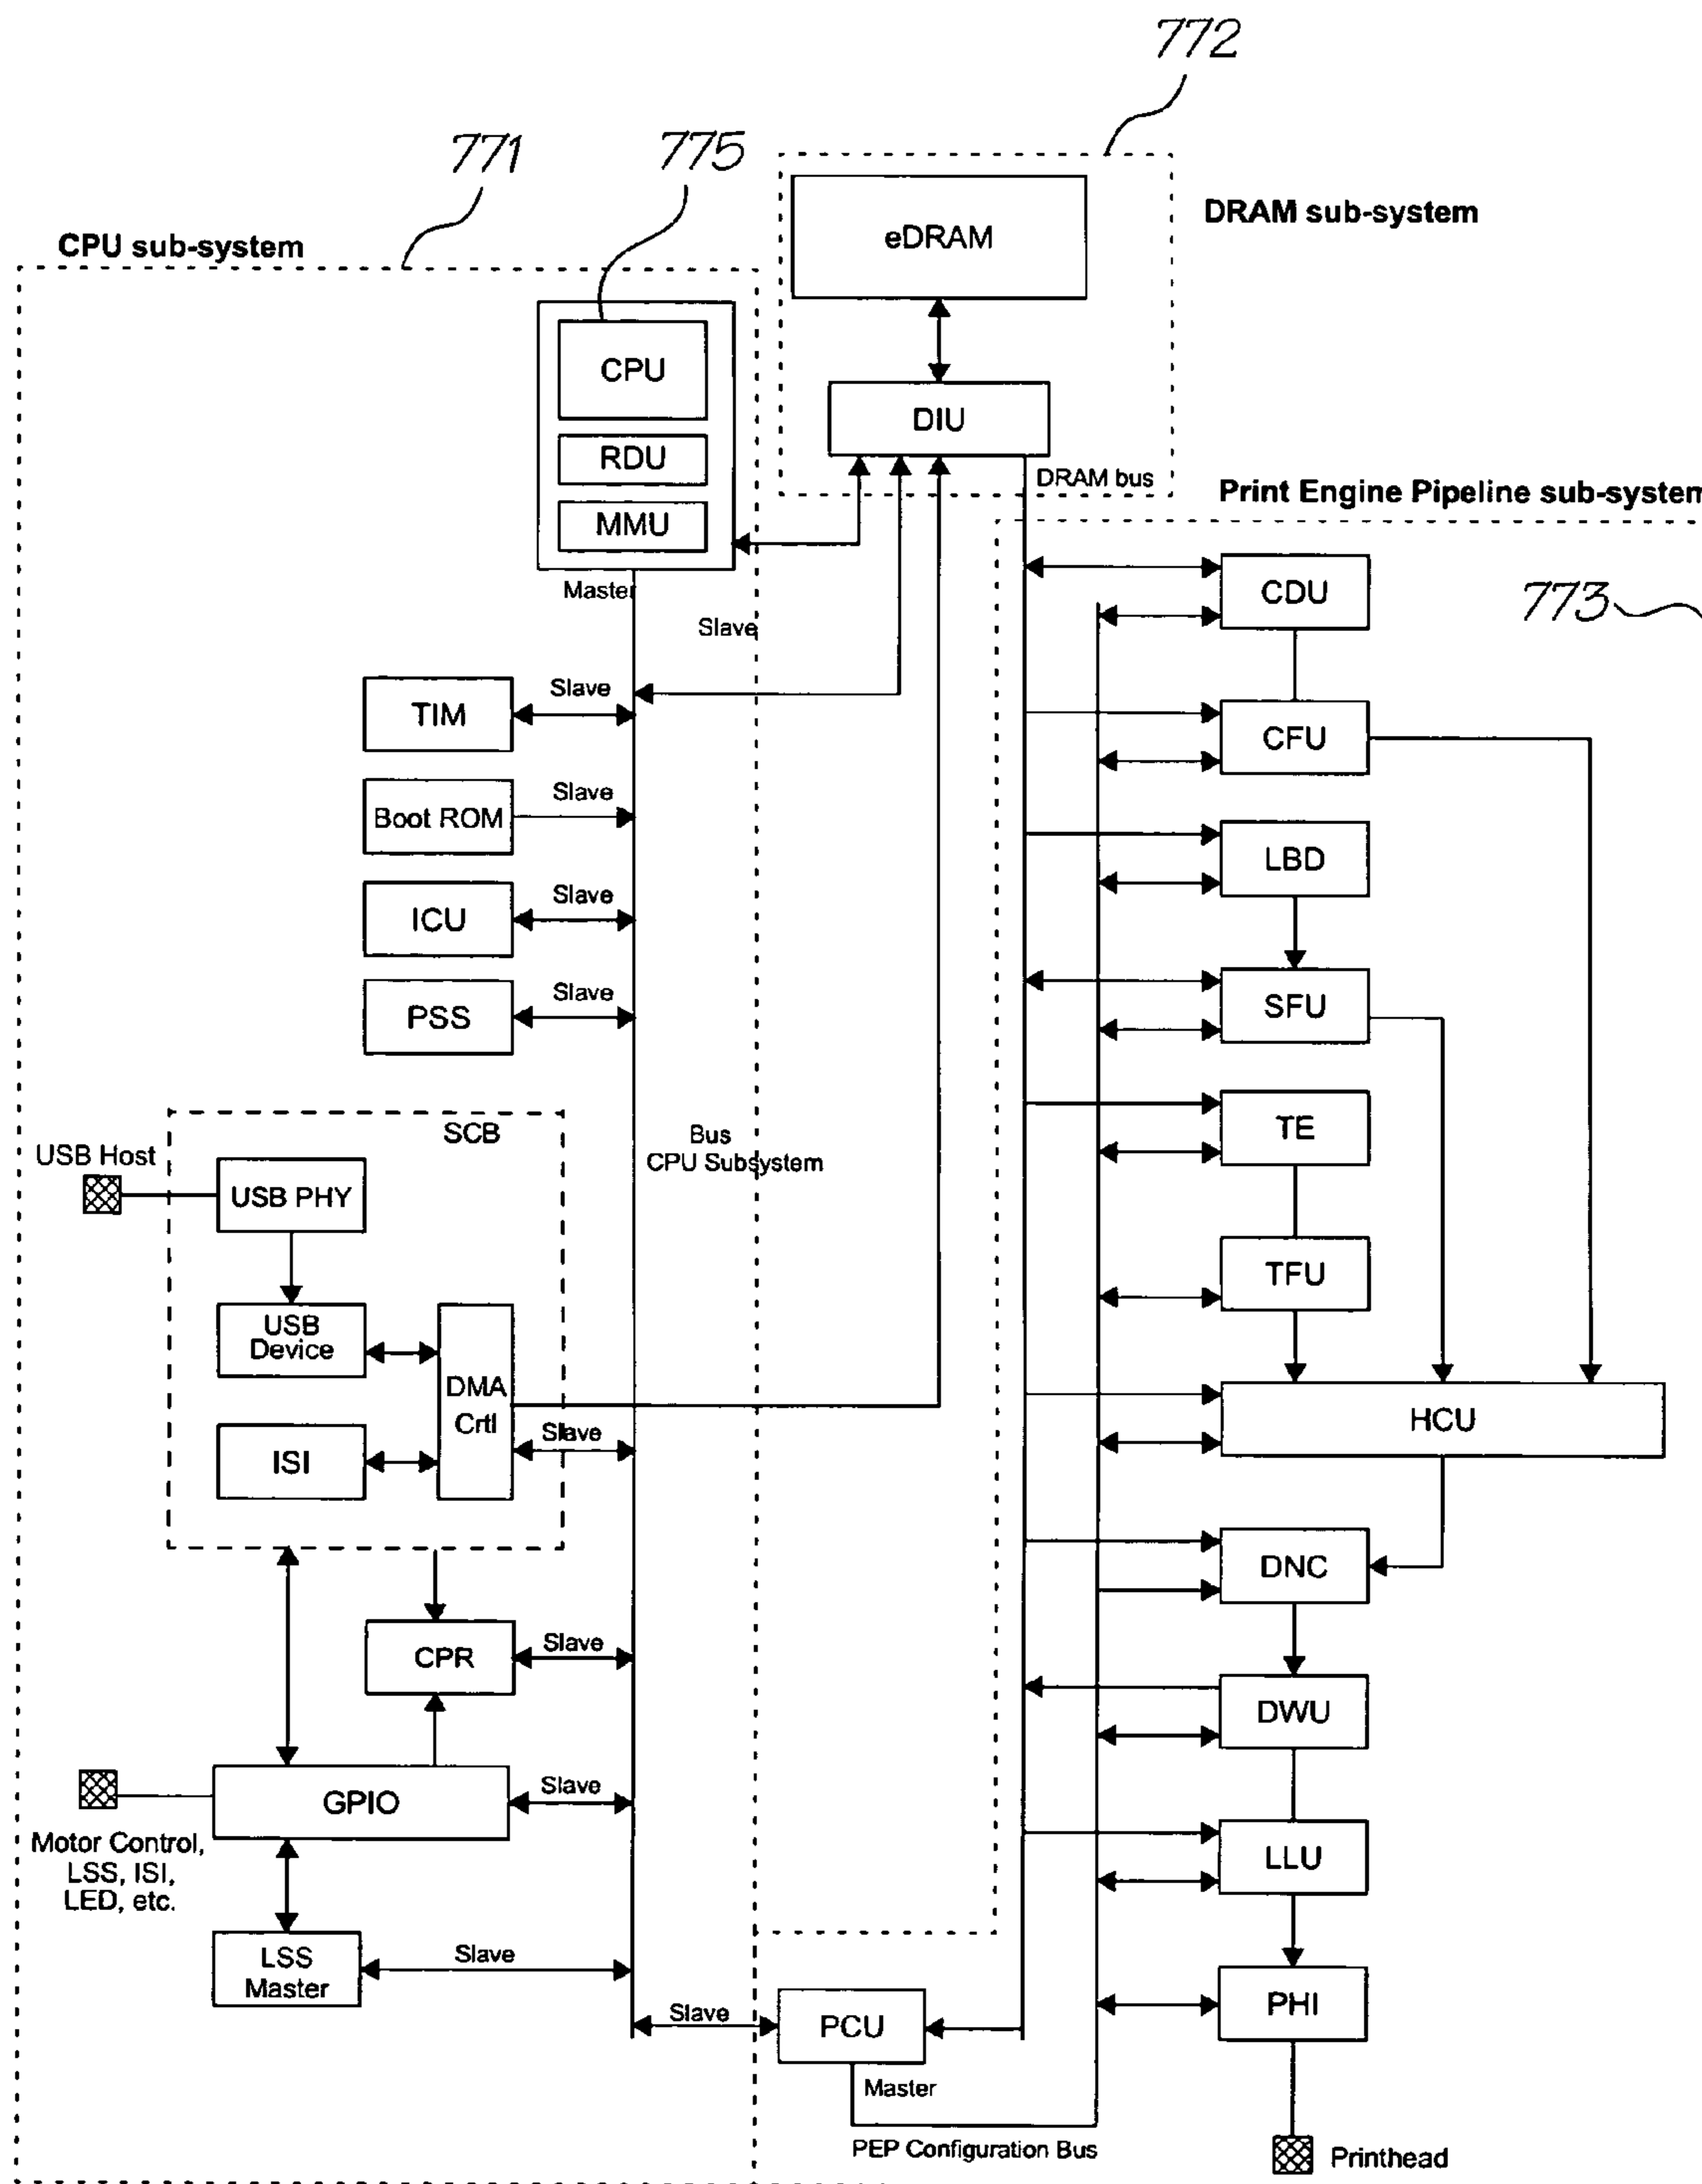 772
771
775
CPU sub-system
DRAM sub-system
eDRAM
CPU
DIU
RDU
MMU
DRAM bus
Print Engine Pipeline sub-system
Master
Slave
CDU
773
TIM
Slave
CFU
Boot ROM
Slave
LBD
ICU
Slave
PSS
Slave
SFU
SCB
TE
USB Host
USB PHY
Bus
CPU Subsystem
TFU
USB
Device
DMA
Crtl
Slave
ISI
HCU
DNC
CPR
Slave
DWU
GPIO
Slave
Motor Control,
LSS, ISI,
LED, etc.
LLU
LSS
Master
Slave
PHI
Slave
PCU
Master
PEP Configuration Bus
Printhead